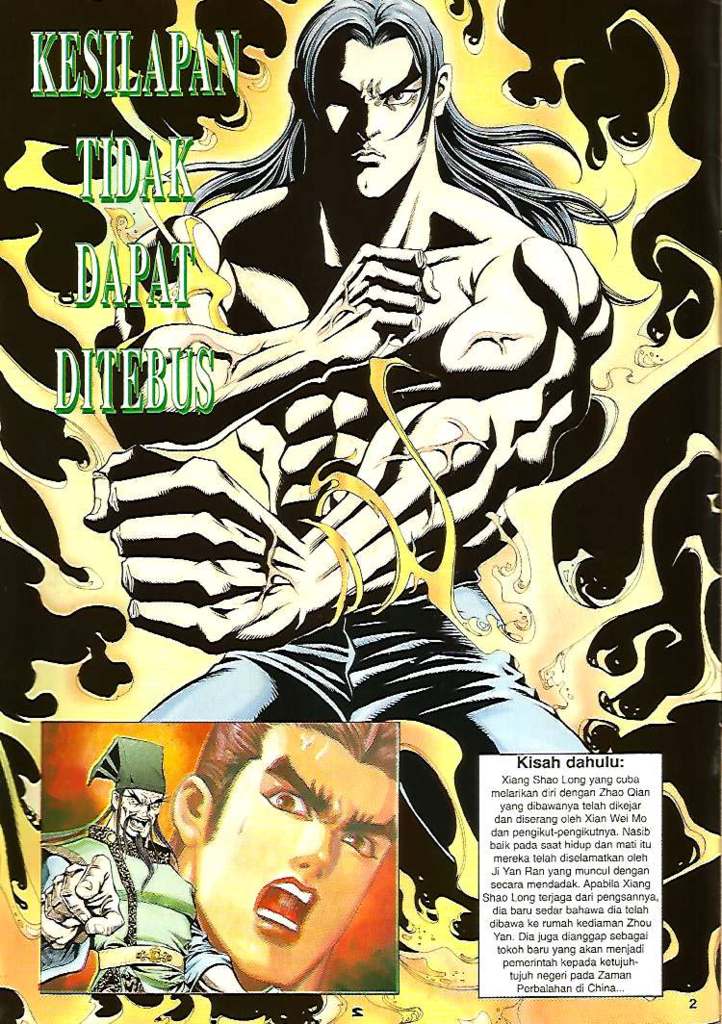 KESILAPAN
TIDAK
DAPAT
DITEBUS
Kisah dahulu:
Xiang Shao Long yang cuba
melarikan diri dengan Zhao Qian
yang dibawanya telah dikejar
dan diserang oleh Xian Wei Mo
dan pengikut-pengikutnya. Nasib
baik pada saat genting hidup dan mati itu
mereka telah diselamatkan oleh
Ji Yan Ran yang muncul dengan
secara mendadak. Apabila Xiang
Shao Long terjaga dari pengsannya,
dia baru sedar bahawa dia telah
dibawa ke rumah kediaman Zhou
Yan. Dia juga dianggap sebagai
tokoh baru yang akan menjadi
pemerintah kepada ketujuh-
tujuh negeri pada Zaman
Perbalahan di China...
2